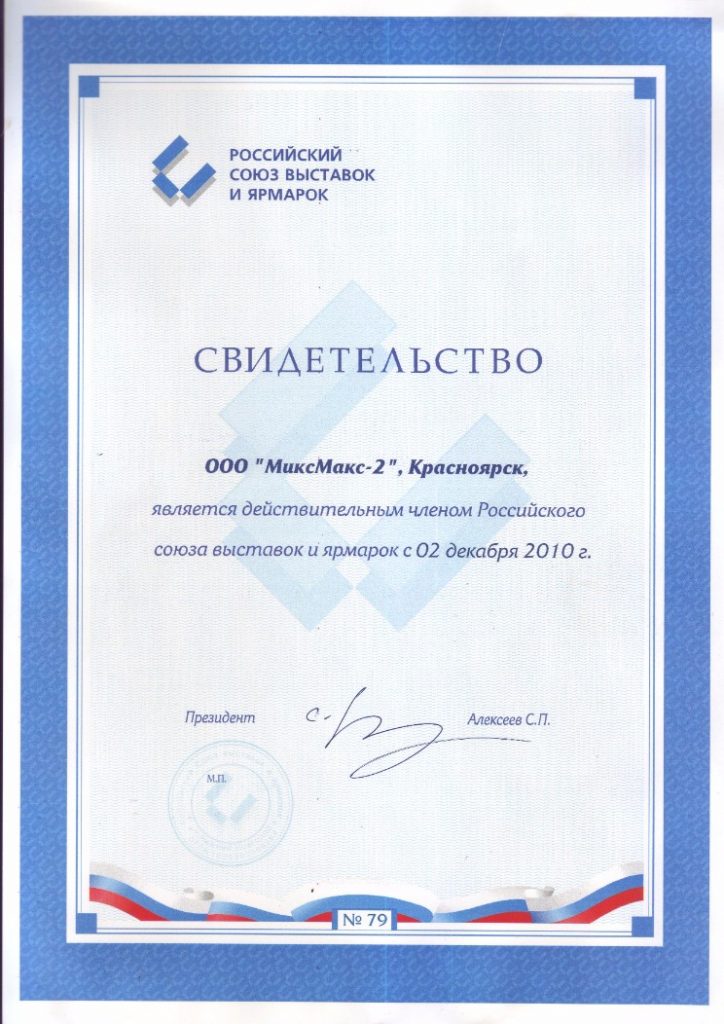 РОССИЙСКИЙ
СОЮЗ ВЫСТАВОК
И ЯРМАРОК
СВИДЕТЕЛЬСТВО
ООО "МиксМакс-2", Красноярск,
является действительным членом Российского
союза выставок и ярмарок с 02 декабря 2010 г.
Президент
Алексеев С.П.
М.П.
№ 79